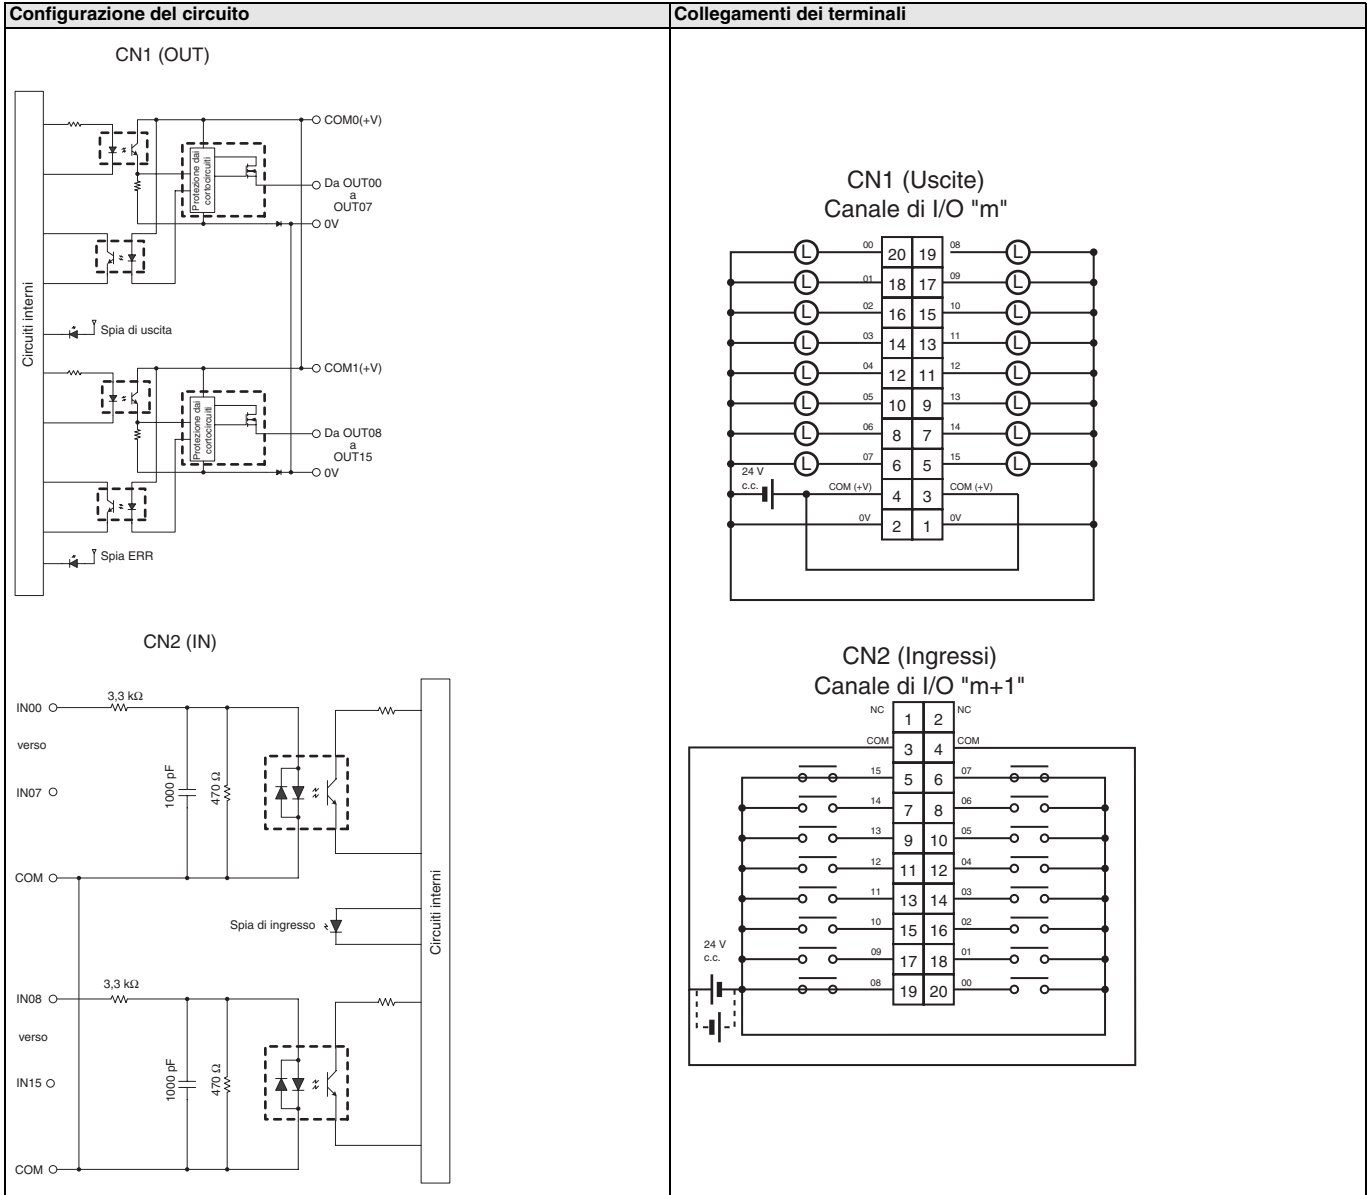 Configurazione del circuito
Collegamenti dei terminali
CN1 (OUT)
Circuiti interni
COM0(+V)
Protezione dai
cortocircuiti
Da OUT00
a
OUT07
0V
Spia di uscita
COM1(+V)
Protezione dai
cortocircuiti
Da OUT08
a
OUT15
0V
Spia ERR
CN2 (IN)
3,3 kΩ
IN00
verso
1000 pF
470 Ω
IN07
COM
Circuiti interni
Spia di ingresso
3,3 kΩ
IN08
verso
1000 pF
470 Ω
IN15
COM
CN1 (Uscite)
Canale di I/O "m"
L 00 20 19 08 L
L 01 18 17 09 L
L 02 16 15 10 L
L 03 14 13 11 L
L 04 12 11 12 L
L 05 10 9 13 L
L 06 8 7 14 L
L 07 6 5 15 L
24 V
c.c. COM (+V) 4 3 COM (+V)
0V 2 1 0V
CN2 (Ingressi)
Canale di I/O "m+1"
NC 1 2 NC
COM 3 4 COM
15 5 6 07
14 7 8 06
13 9 10 05
12 11 12 04
11 13 14 03
10 15 16 02
24 V
c.c.
09 17 18 01
08 19 20 00